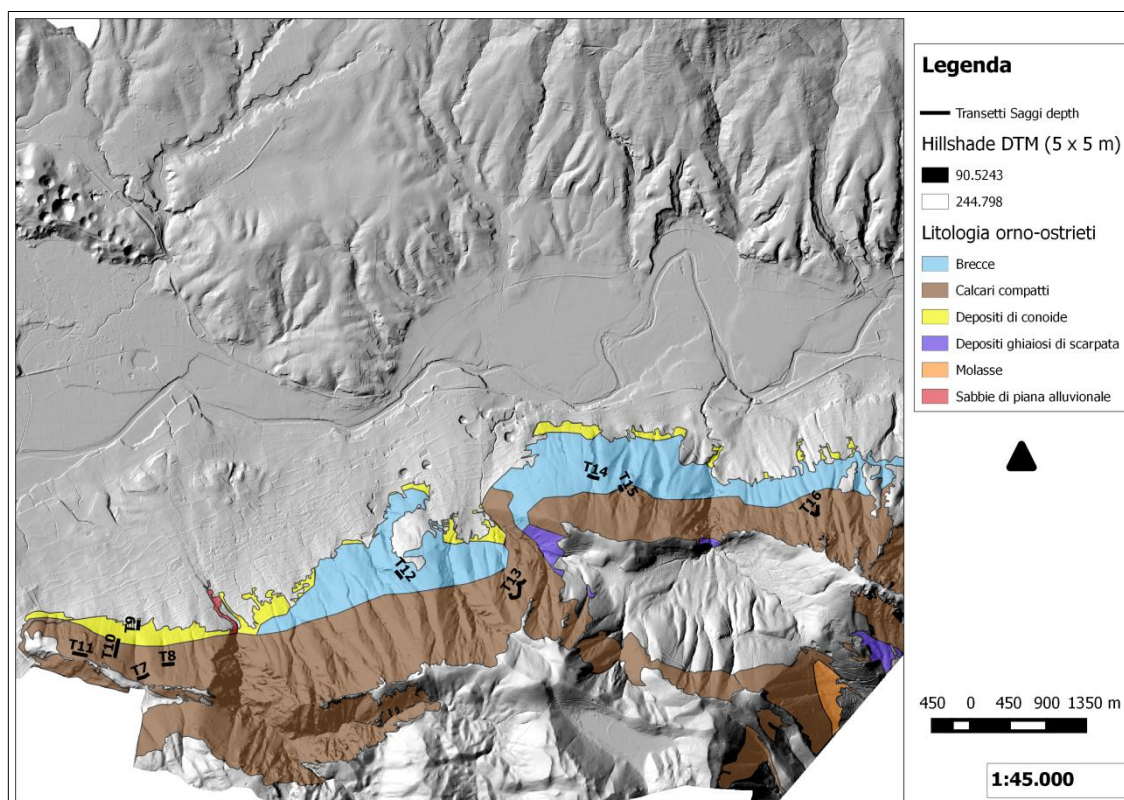 Legenda
Transetti Saggi depth
Hillshade DTM (5 x 5 m)
90.5243
244.798
Litologia orno-ostrieti
Brecce
Calcari compatti
Depositi di conoide
Depositi ghiaiosi di scarpata
Molasse
Sabbie di piana alluvionale
T14
T15
T16
T12
T13
T9
T10
T11
T8
T7
450 0 450 900 1350 m
1:45.000